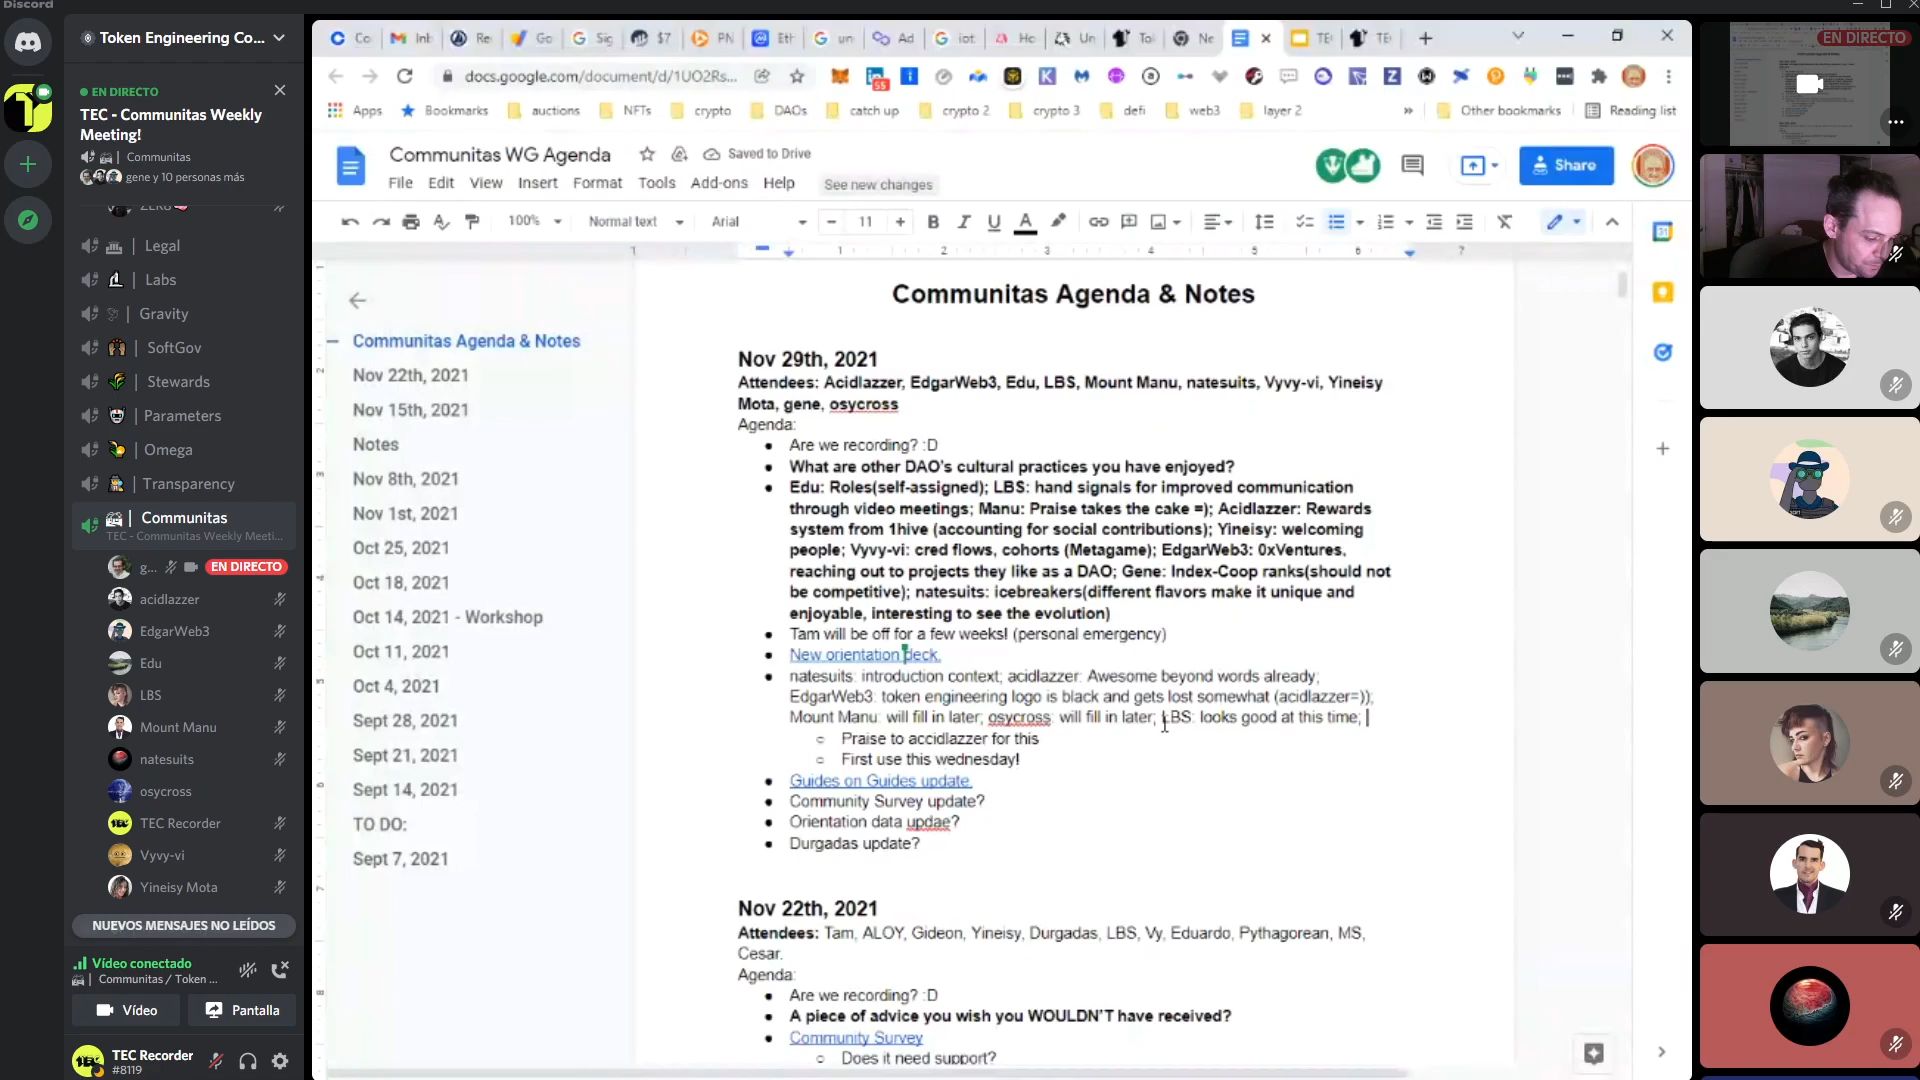 Discord
Token Engineering Co...
EN DIRECTO
TEC - Communitas Weekly
Meeting!
| Communitas
gene y 10 personas más
| Legal
| Labs
| Gravity
| SoftGov
| Stewards
| Parameters
| Omega
| Transparency
| Communitas
TEC - Communitas Weekly Meeti...
g... EN DIRECTO
acidlazzer
EdgarWeb3
Edu
LBS
Mount Manu
natesuits
osycross
TEC Recorder
Vyvy-vi
Yineisy Mota
NUEVOS MENSAJES NO LEÍDOS
Vídeo conectado
| Communitas / Token ...
Vídeo
Pantalla
TEC Recorder
#8119
docs.google.com/document/d/1UO2Rs...
55
Apps
Bookmarks
auctions
NFTs
crypto
DAOs
catch up
crypto 2
crypto 3
defi
web3
layer 2
»
Other bookmarks
Reading list
Communitas WG Agenda
Saved to Drive
File Edit View Insert Format Tools Add-ons Help
See new changes
Share
100%
Normal text
Arial
11
1 1 2 3 4 5 6 7
Communitas Agenda & Notes
Nov 22th, 2021
Nov 15th, 2021
Notes
Nov 8th, 2021
Nov 1st, 2021
Oct 25, 2021
Oct 18, 2021
Oct 14, 2021 - Workshop
Oct 11, 2021
Oct 4, 2021
Sept 28, 2021
Sept 21, 2021
Sept 14, 2021
TO DO:
Sept 7, 2021
Communitas Agenda & Notes
Nov 29th, 2021
Attendees: Acidlazzer, EdgarWeb3, Edu, LBS, Mount Manu, natesuits, Vyvy-vi, Yineisy
Mota, gene, osycross
Agenda:
Are we recording? :D
What are other DAO's cultural practices you have enjoyed?
Edu: Roles(self-assigned); LBS: hand signals for improved communication
through video meetings; Manu: Praise takes the cake =); Acidlazzer: Rewards
system from 1hive (accounting for social contributions); Yineisy: welcoming
people; Vyvy-vi: cred flows, cohorts (Metagame); EdgarWeb3: 0xVentures,
reaching out to projects they like as a DAO; Gene: Index-Coop ranks(should not
be competitive); natesuits: icebreakers(different flavors make it unique and
enjoyable, interesting to see the evolution)
Tam will be off for a few weeks! (personal emergency)
New orientation deck.
natesuits: introduction context; acidlazzer: Awesome beyond words already;
EdgarWeb3: token engineering logo is black and gets lost somewhat (acidlazzer=));
Mount Manu: will fill in later; osycross: will fill in later; LBS: looks good at this time;
Praise to accidlazzer for this
First use this wednesday!
Guides on Guides update.
Community Survey update?
Orientation data updae?
Durgadas update?
Nov 22th, 2021
Attendees: Tam, ALOY, Gideon, Yineisy, Durgadas, LBS, Vy, Eduardo, Pythagorean, MS,
Cesar.
Agenda:
Are we recording? :D
A piece of advice you wish you WOULDN'T have received?
Community Survey
Does it need support?
EN DIRECTO